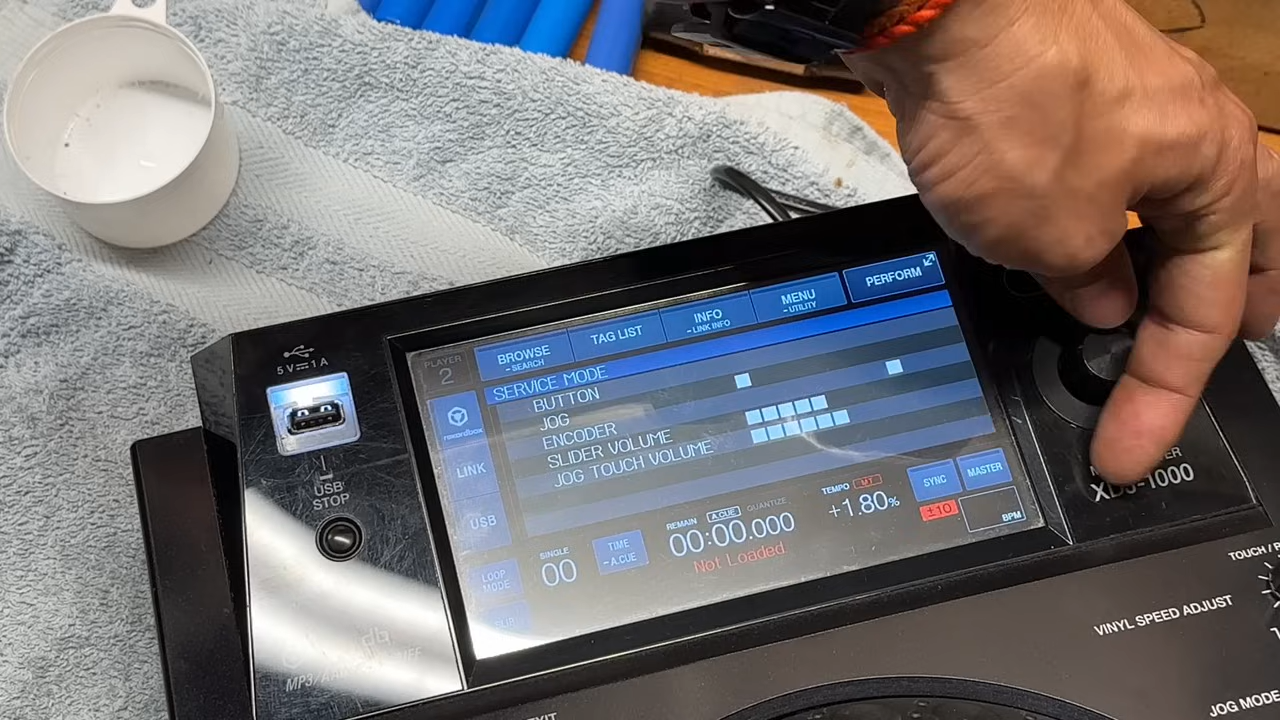 5V⎓1A
USB
STOP
PLAYER
2
BROWSE
-SEARCH
TAG LIST
INFO
-LINK INFO
MENU
-UTILITY
PERFORM
rekordbox
LINK
USB
LOOP
MODE
SERVICE MODE
BUTTON
JOG
ENCODER
SLIDER VOLUME
JOG TOUCH VOLUME
SINGLE
00
TIME
-A.CUE
REMAIN A.CUE QUANTIZE
00:00.000
Not Loaded
TEMPO MT
+1.80%
SYNC
MASTER
±10
BPM
XDJ-1000
VINYL SPEED ADJUST
JOG MODE